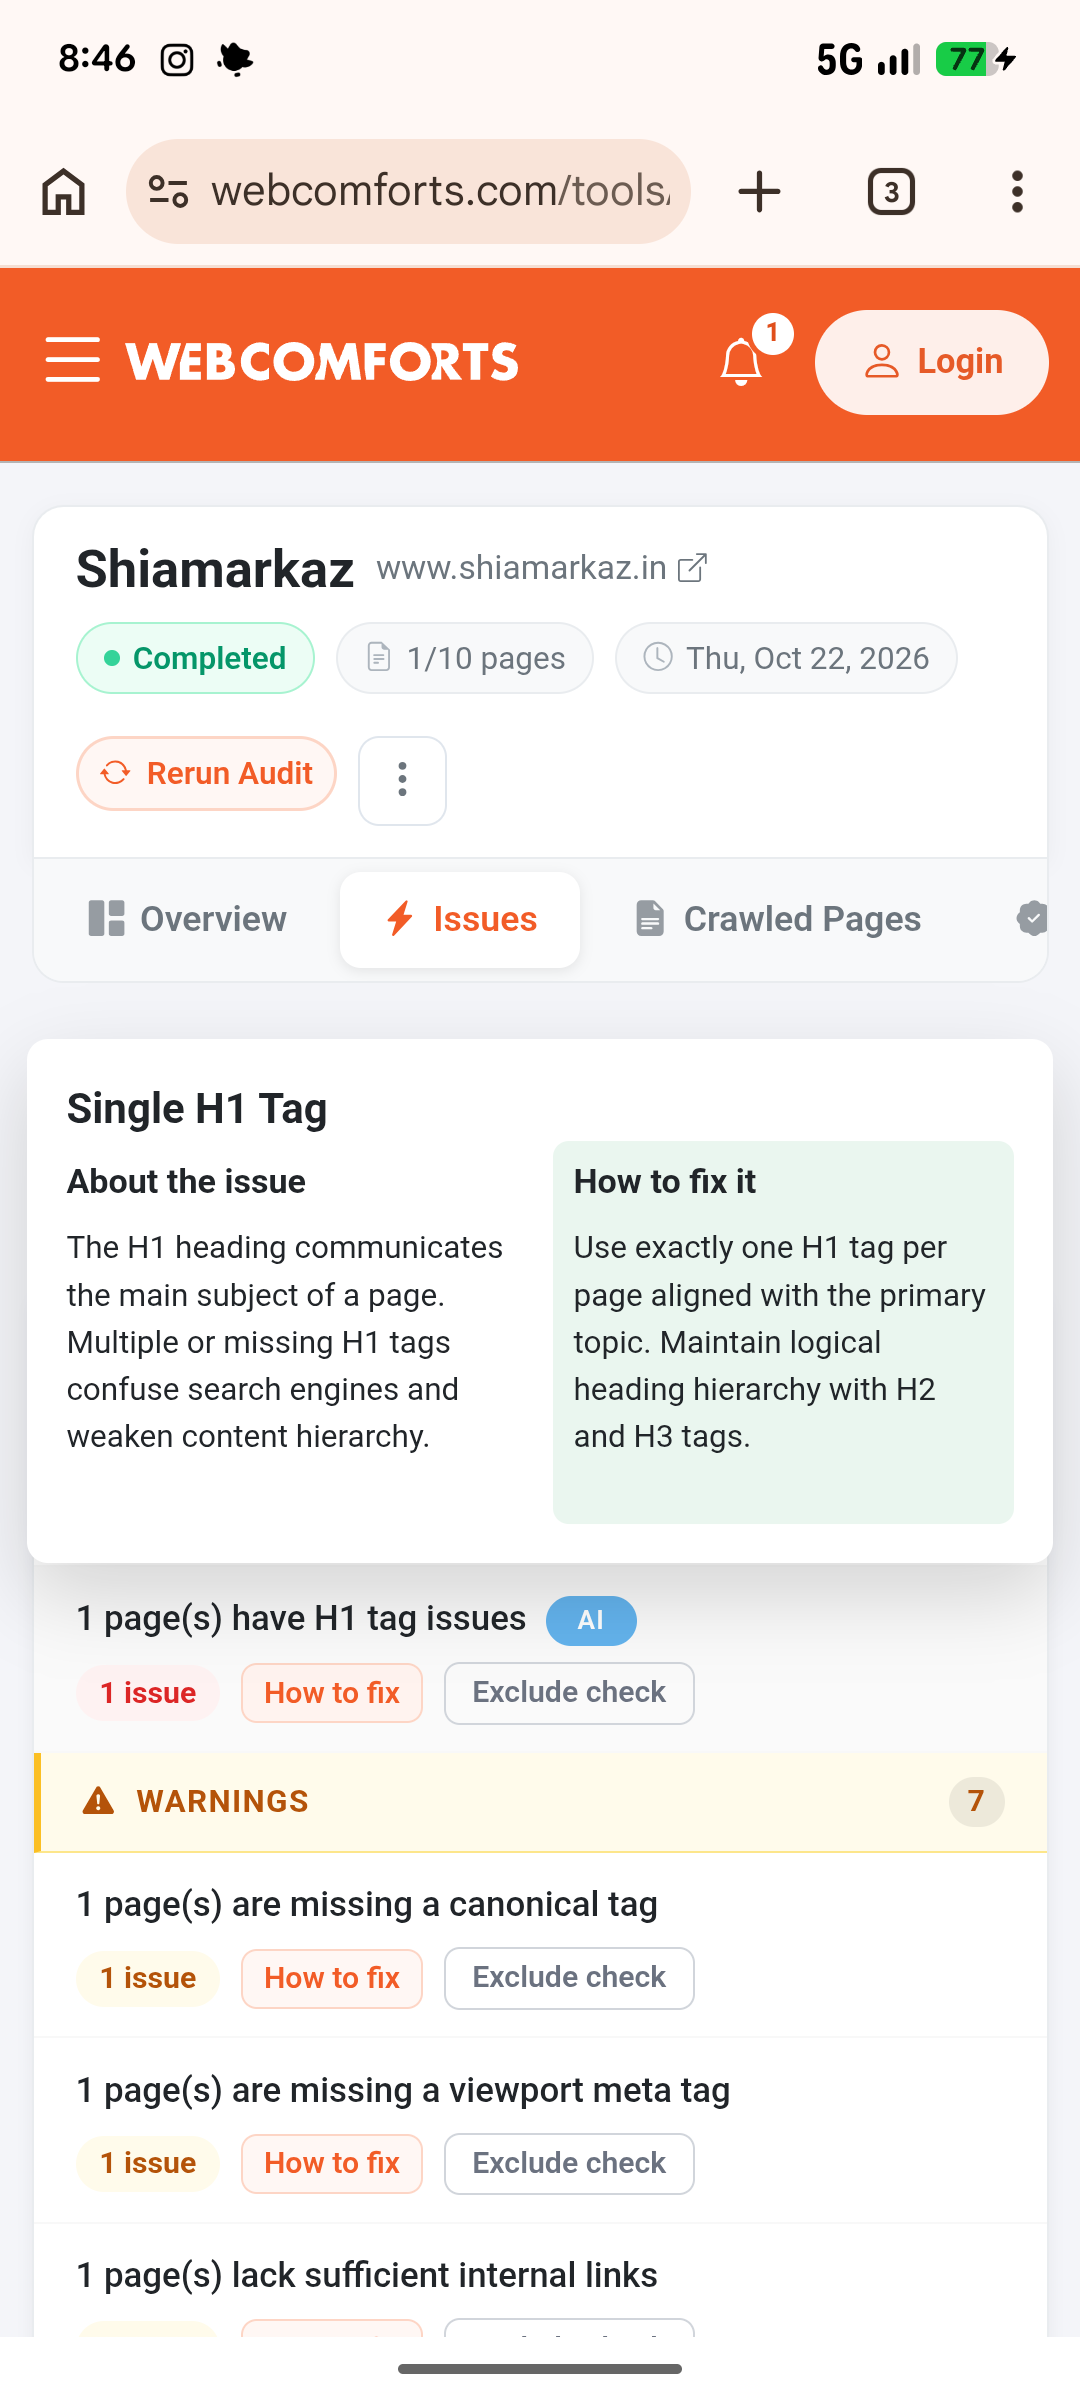 8:46
5G
77
webcomforts.com/tools/
3
WEBCOMFORTS
1
Login
Shiamarkaz www.shiamarkaz.in
Completed
1/10 pages
Thu, Oct 22, 2026
Rerun Audit
Overview
Issues
Crawled Pages
Single H1 Tag
About the issue
The H1 heading communicates
the main subject of a page.
Multiple or missing H1 tags
confuse search engines and
weaken content hierarchy.
How to fix it
Use exactly one H1 tag per
page aligned with the primary
topic. Maintain logical
heading hierarchy with H2
and H3 tags.
1 page(s) have H1 tag issues AI
1 issue
How to fix
Exclude check
WARNINGS
7
1 page(s) are missing a canonical tag
1 issue
How to fix
Exclude check
1 page(s) are missing a viewport meta tag
1 issue
How to fix
Exclude check
1 page(s) lack sufficient internal links